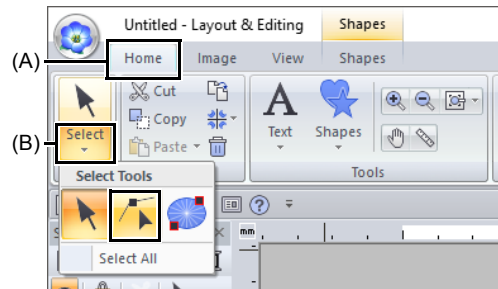 Untitled - Layout & Editing Shapes
(A) Home Image View Shapes
Cut
(B) Select Copy Text Shapes
Paste
Tools
Select Tools
mm
Select All